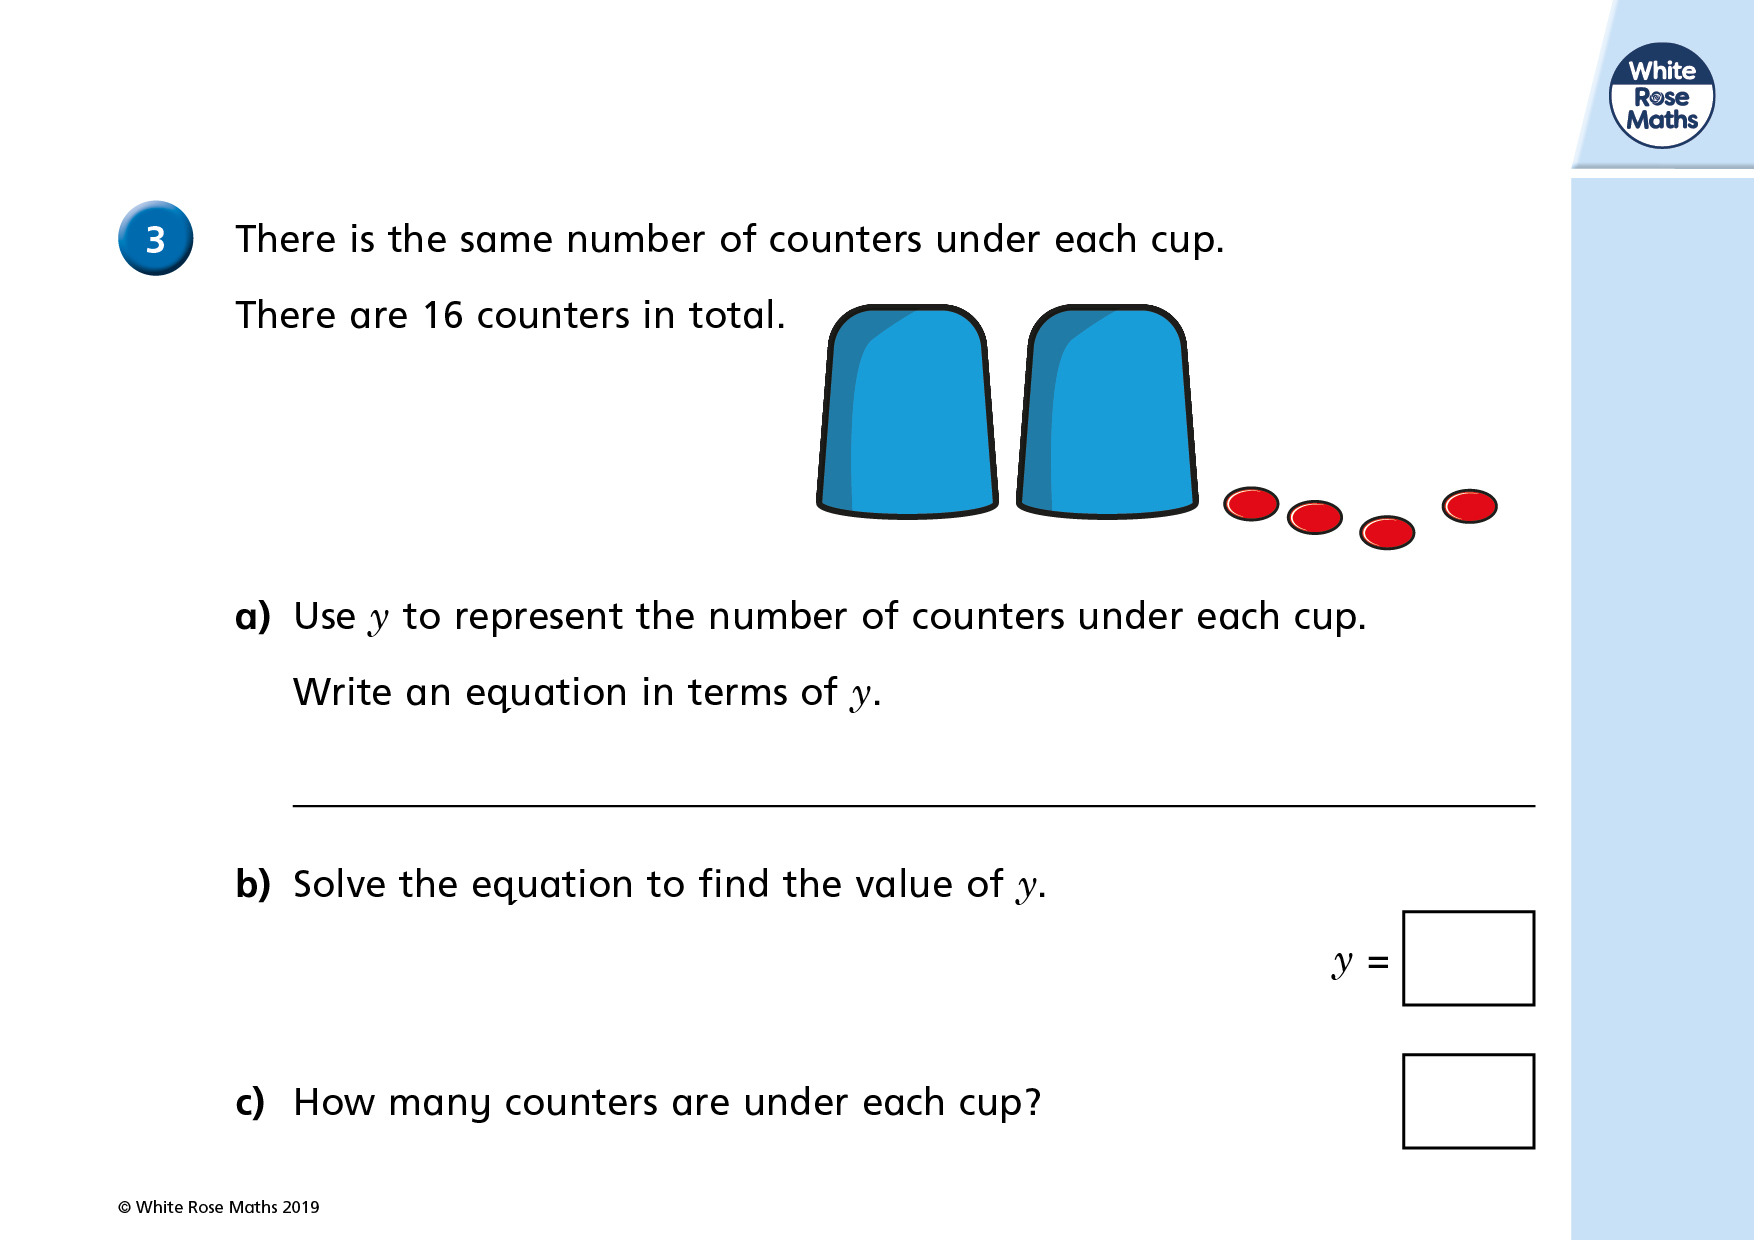 White
Rose
Maths
3 There is the same number of counters under each cup.
There are 16 counters in total.
a) Use y to represent the number of counters under each cup.
Write an equation in terms of y.
b) Solve the equation to find the value of y.
y =
c) How many counters are under each cup?
© White Rose Maths 2019